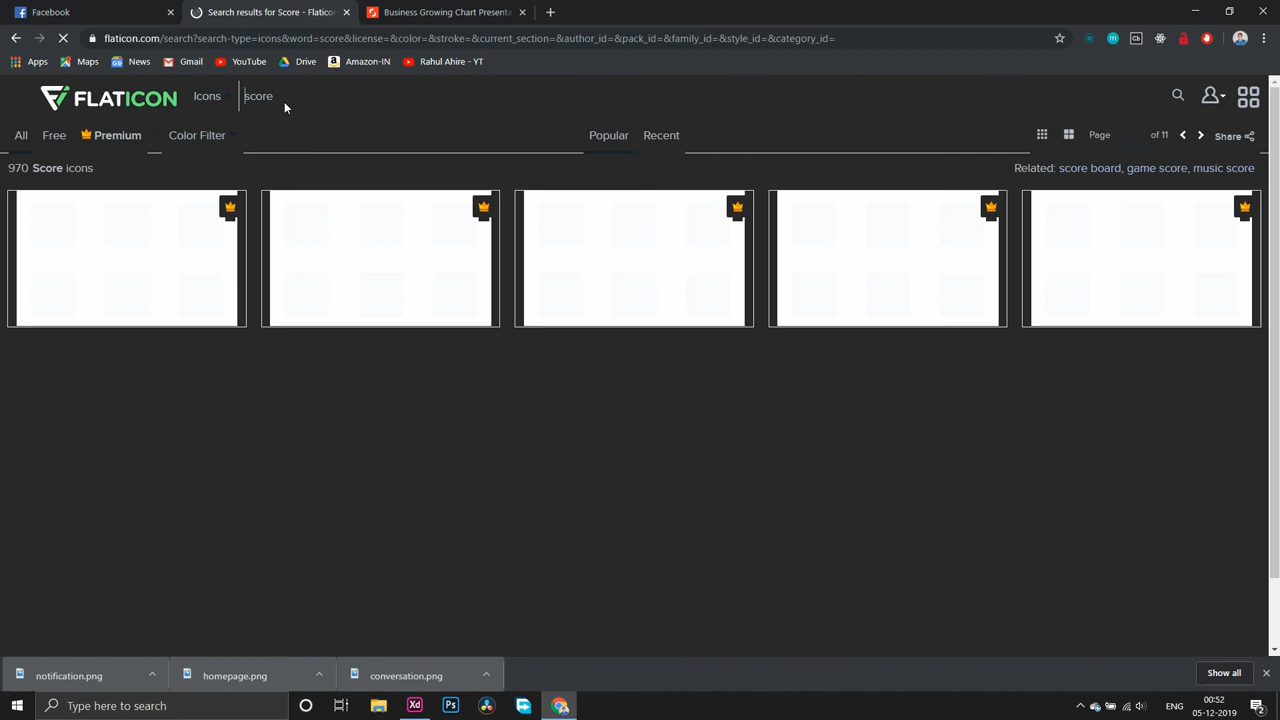 Facebook
Search results for Score - Flaticon
Business Growing Chart Presenta
flaticon.com/search?search-type=icons&word=score&license=&color=&stroke=&current_section=&author_id=&pack_id=&family_id=&style_id=&category_id=
Apps Maps News Gmail YouTube Drive Amazon-IN Rahul Ahire - YT
FLATICON Icons score
All Free Premium Color Filter Popular Recent Page of 11 Share
970 Score icons Related: score board, game score, music score
notification.png homepage.png conversation.png Show all
Type here to search
Xd Ps ENG 00:52
05-12-2019